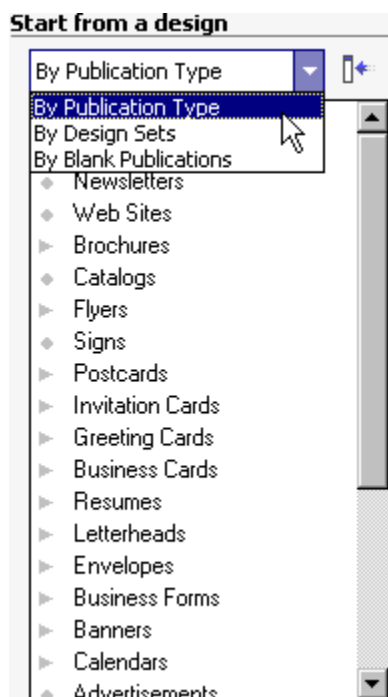 Start from a design
By Publication Type
By Publication Type
By Design Sets
By Blank Publications
Newsletters
Web Sites
Brochures
Catalogs
Flyers
Signs
Postcards
Invitation Cards
Greeting Cards
Business Cards
Resumes
Letterheads
Envelopes
Business Forms
Banners
Calendars
Advertisements